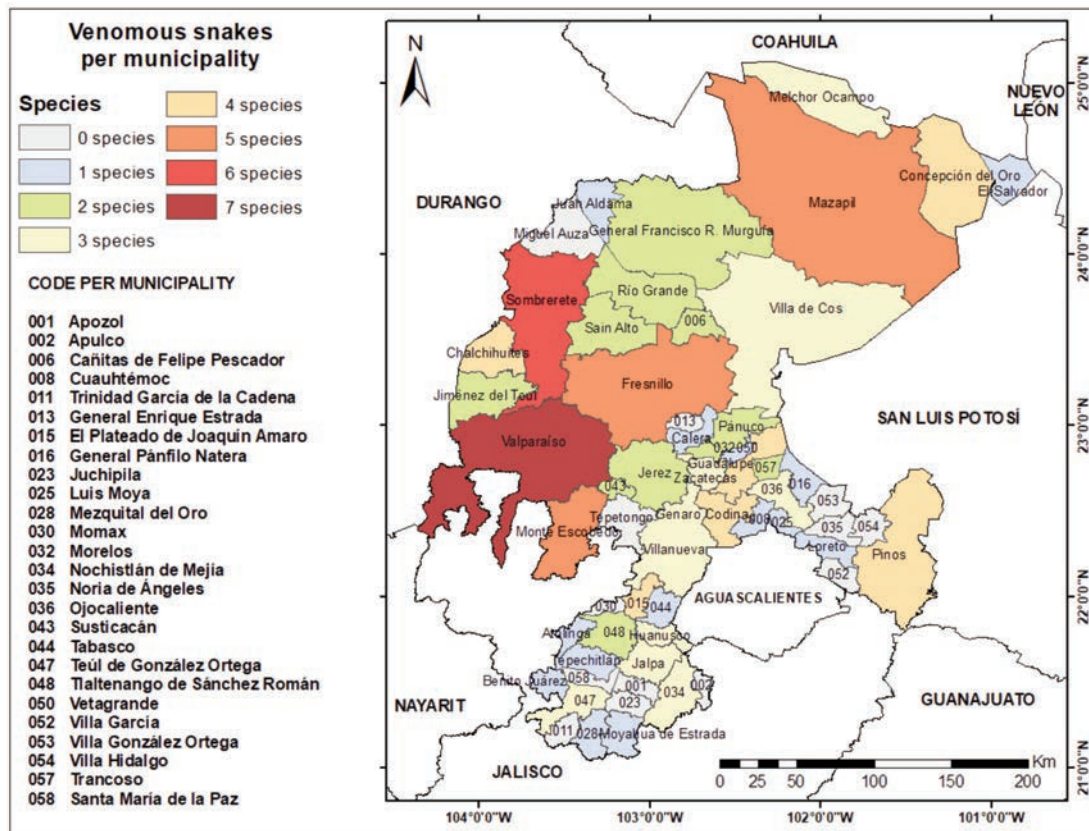 Venomous snakes
per municipality
Species
0 species
1 species
2 species
3 species
4 species
5 species
6 species
7 species
CODE PER MUNICIPALITY
001 Apozol
002 Apulco
006 Cañitas de Felipe Pescador
008 Cuauhtémoc
011 Trinidad García de la Cadena
013 General Enrique Estrada
015 El Plateado de Joaquín Amaro
016 General Pánfilo Natera
023 Juchipila
025 Luis Moya
028 Mezquital del Oro
030 Momax
032 Morelos
034 Nochistlán de Mejía
035 Noria de Ángeles
036 Ojocaliente
043 Susticacán
044 Tabasco
047 Teúl de González Ortega
048 Tlaltenango de Sánchez Román
050 Vetagrande
052 Villa García
053 Villa González Ortega
054 Villa Hidalgo
057 Trancoso
058 Santa María de la Paz
N
COAHUILA
NUEVO
LEÓN
DURANGO
SAN LUIS POTOSÍ
AGUASCALIENTES
NAYARIT
JALISCO
GUANAJUATO
Melchor Ocampo
Concepción del Oro
El Salvador
Mazapil
Juan Aldama
Miguel Auza
General Francisco R. Murguía
Sombrerete
Río Grande
Villa de Cos
Sain Alto
006
Chalchihuites
Fresnillo
Jiménez del Teul
013
Pánuco
Calera
032
050
Valparaíso
Jerez
Guadalupe
Zacatecas
057
016
043
036
053
Tepetongo
Genaro
Codina
008
025
035
054
Monte Escobedo
Villanueva
Loreto
Pinos
052
030
015
044
Atolinga
048
Huanusco
Tepechitlán
Jalpa
Benito Juárez
058
001
034
002
047
023
011
028
Moyahua de Estrada
Km
0 12.5 25 50 100 150 200
104°0'0"W
103°0'0"W
102°0'0"W
101°0'0"W
25°0'0"N
24°0'0"N
23°0'0"N
22°0'0"N
21°0'0"N